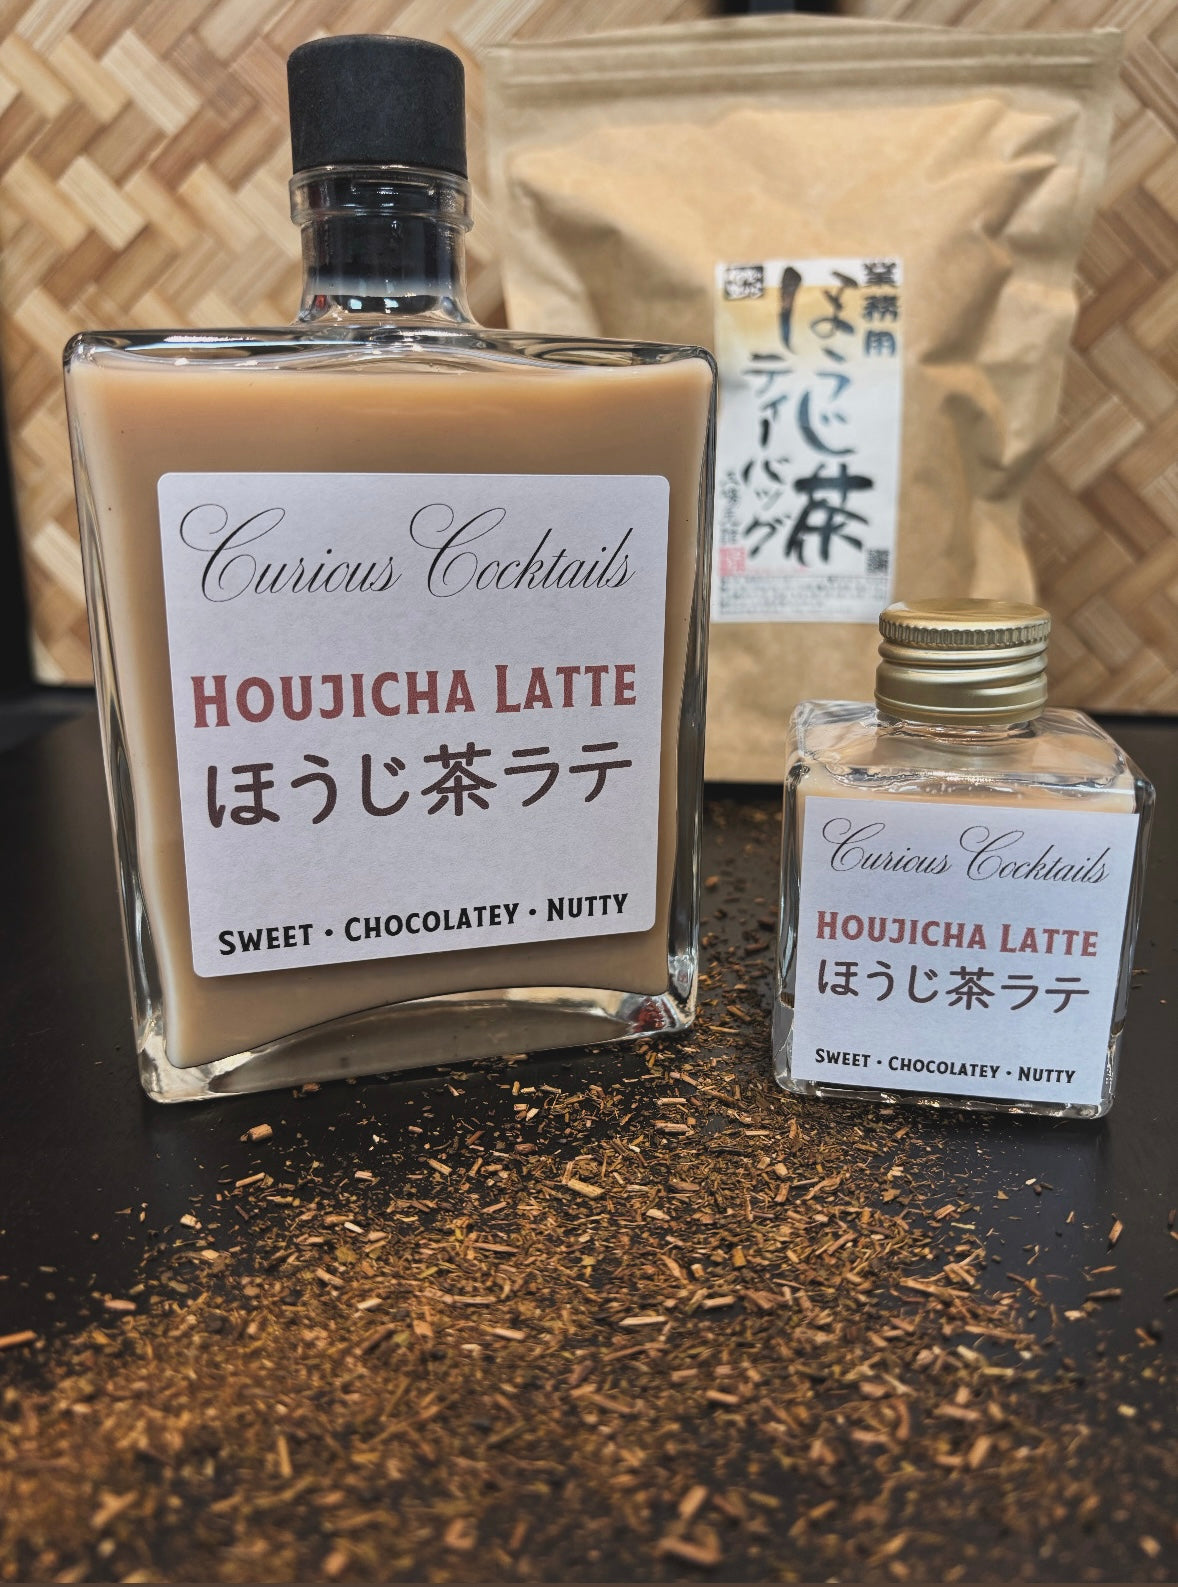 Curious Cocktails
HOUJICHA LATTE
ほうじ茶ラテ
SWEET • CHOCOLATEY • NUTTY
業務用
ほうじ茶
ティーバッグ
Curious Cocktails
HOUJICHA LATTE
ほうじ茶ラテ
SWEET • CHOCOLATEY • NUTTY